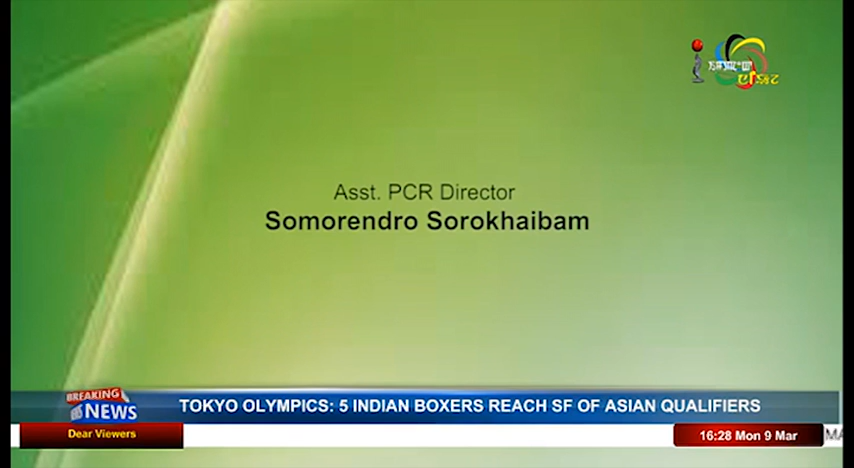 Asst. PCR Director
Somorendro Sorokhaibam
BREAKING
NEWS
TOKYO OLYMPICS: 5 INDIAN BOXERS REACH SF OF ASIAN QUALIFIERS
Dear Viewers
16:28 Mon 9 Mar
MA